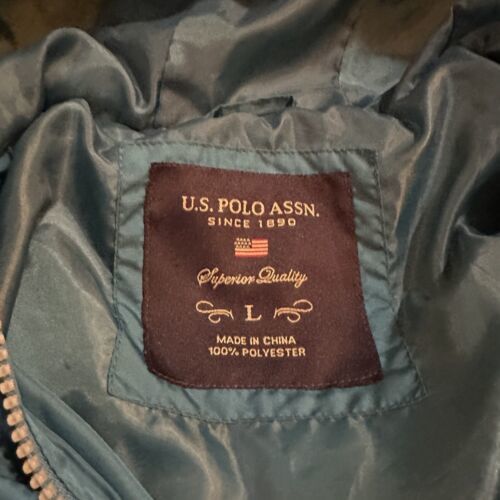 U.S. POLO ASSN.
SINCE 1890
Superior Quality
L
MADE IN CHINA
100% POLYESTER